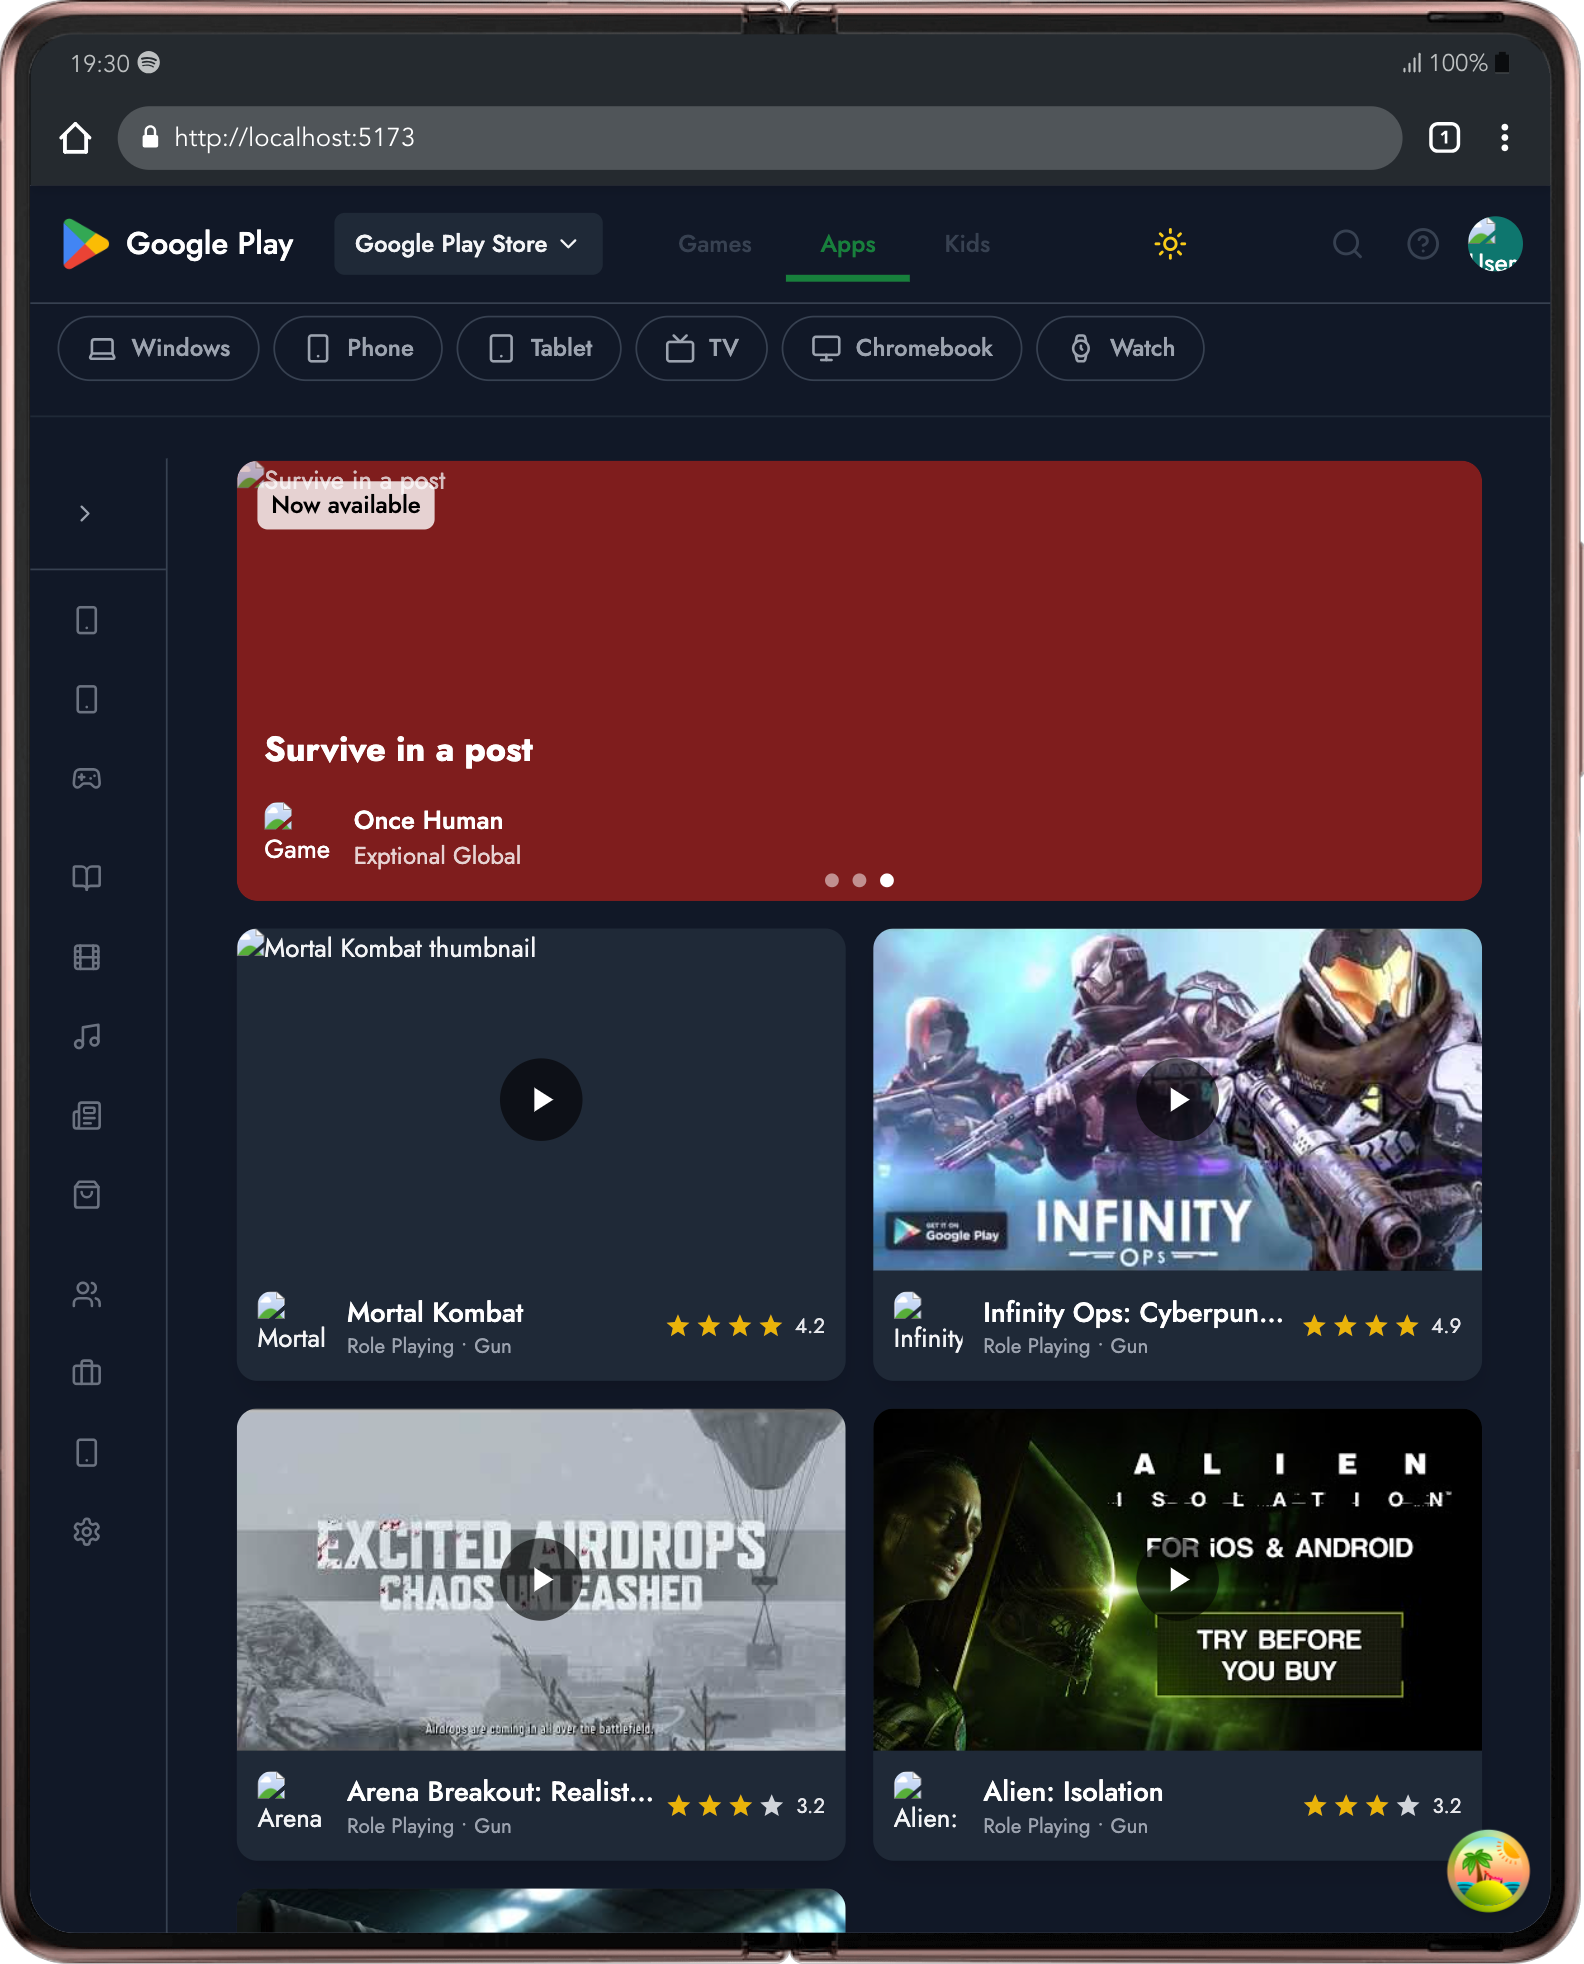 19:30
100%
http://localhost:5173
1
Google Play
Google Play Store
Games
Apps
Kids
User
Windows
Phone
Tablet
TV
Chromebook
Watch
Survive in a post
Now available
Survive in a post
Game
Once Human
Exptional Global
Mortal Kombat thumbnail
GET IT ON
Google Play
INFINITY
OPs
Mortal
Mortal Kombat
Role Playing · Gun
4.2
Infinity
Infinity Ops: Cyberpun...
Role Playing · Gun
4.9
EXCITED AIRDROPS
CHAOS UNLEASHED
Airdrops are coming in all over the battlefield.
ALIEN
ISOLATION™
FOR iOS & ANDROID
TRY BEFORE
YOU BUY
Arena
Arena Breakout: Realist...
Role Playing · Gun
3.2
Alien:
Alien: Isolation
Role Playing · Gun
3.2